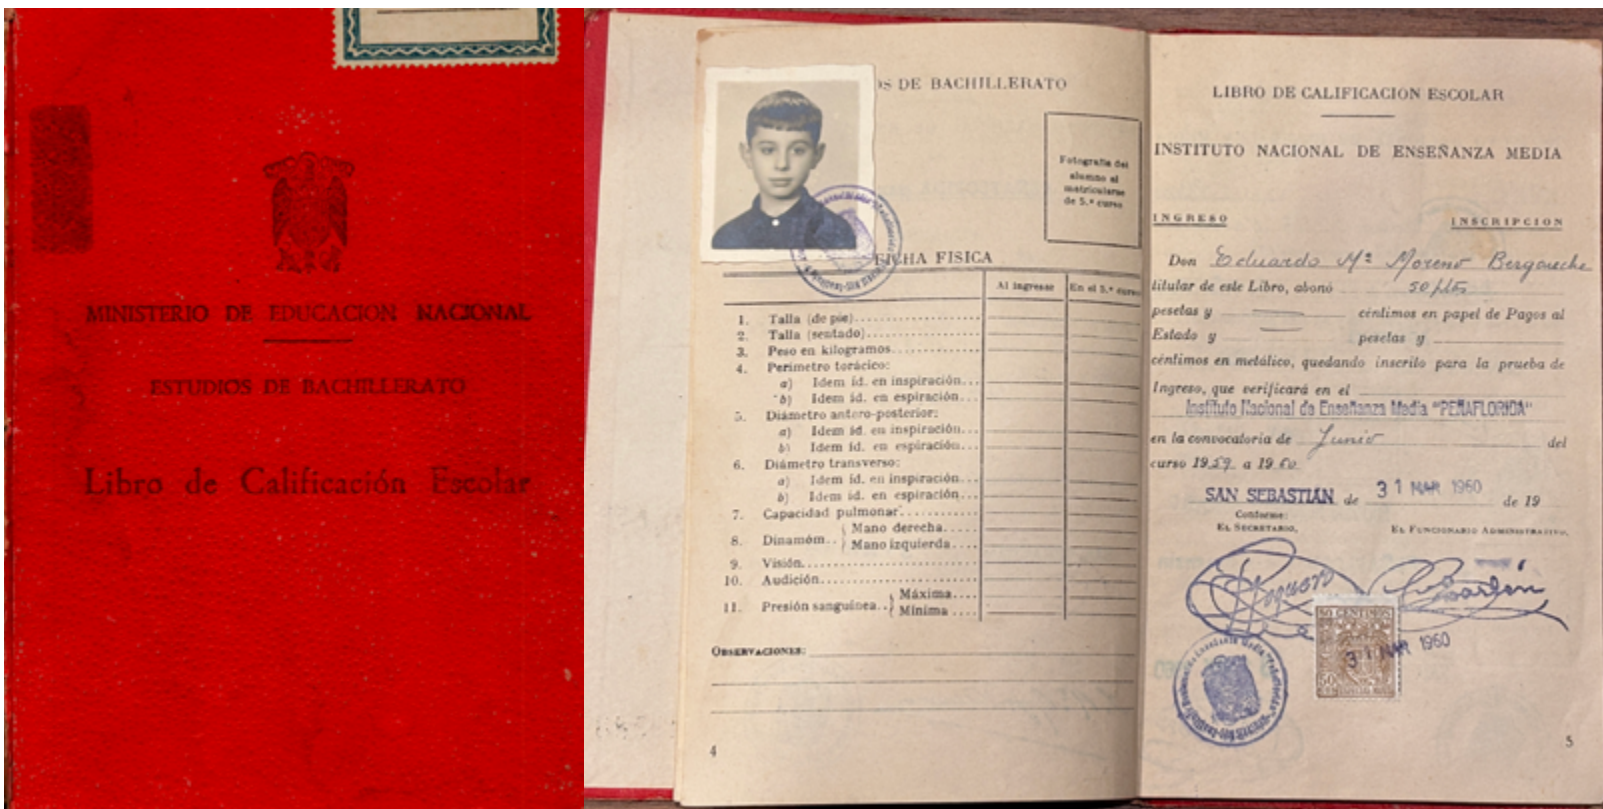 MINISTERIO DE EDUCACION NACIONAL
ESTUDIOS DE BACHILLERATO
Libro de Calificación Escolar
OS DE BACHILLERATO
Fotografía del
alumno al
matricularse
de 5.º curso
FICHA FISICA
Al ingresar En el 5.º curso
1. Talla (de pie)
2. Talla (sentado)
3. Peso en kilogramos
4. Perímetro torácico:
a) Idem íd. en inspiración
b) Idem íd. en espiración
5. Diámetro antero-posterior:
a) Idem íd. en inspiración
b) Idem íd. en espiración
6. Diámetro transverso:
a) Idem íd. en inspiración
b) Idem íd. en espiración
7. Capacidad pulmonar
8. Dinamóm. Mano derecha
Mano izquierda
9. Visión
10. Audición
11. Presión sanguínea Máxima
Mínima
OBSERVACIONES:
4
LIBRO DE CALIFICACION ESCOLAR
INSTITUTO NACIONAL DE ENSEÑANZA MEDIA
INGRESO INSCRIPCION
Don Eduardo Mª Moreno Bergareche
titular de este Libro, abonó 50 pts
pesetas y céntimos en papel de Pagos al
Estado y pesetas y
céntimos en metálico, quedando inscrito para la prueba de
Ingreso, que verificará en el
Instituto Nacional de Enseñanza Media "PEÑAFLORIDA"
en la convocatoria de Junio del
curso 1959 a 1960
SAN SEBASTIÁN de 31 MAR 1960 de 19
Conforme:
EL SECRETARIO, EL FUNCIONARIO ADMINISTRATIVO,
50 CENTIMOS
31 MAR 1960
5